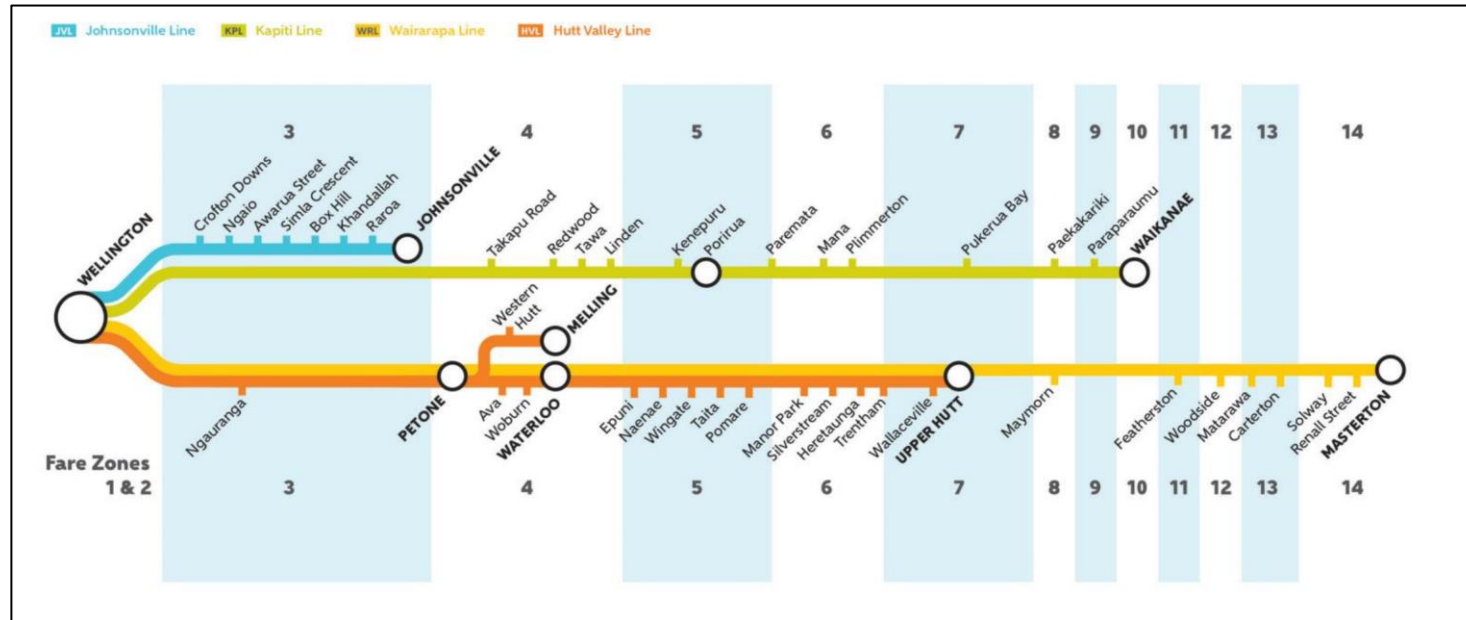 JVL Johnsonville Line KPL Kapiti Line WRL Wairarapa Line HVL Hutt Valley Line
3 4 5 6 7 8 9 10 11 12 13 14
WELLINGTON
Crofton Downs
Ngaio
Awarua Street
Simla Crescent
Box Hill
Khandallah
Raroa
JOHNSONVILLE
Takapu Road
Redwood
Tawa
Linden
Kenepuru
Porirua
Paremata
Mana
Plimmerton
Pukerua Bay
Paekakariki
Paraparaumu
WAIKANAE
Western
Hutt
MELLING
Ngauranga
PETONE
Ava
Woburn
WATERLOO
Epuni
Naenae
Wingate
Taita
Pomare
Manor Park
Silverstream
Heretaunga
Trentham
Wallaceville
UPPER HUTT
Maymorn
Featherston
Woodside
Matarawa
Carterton
Solway
Renall Street
MASTERTON
Fare Zones
1 & 2 3 4 5 6 7 8 9 10 11 12 13 14